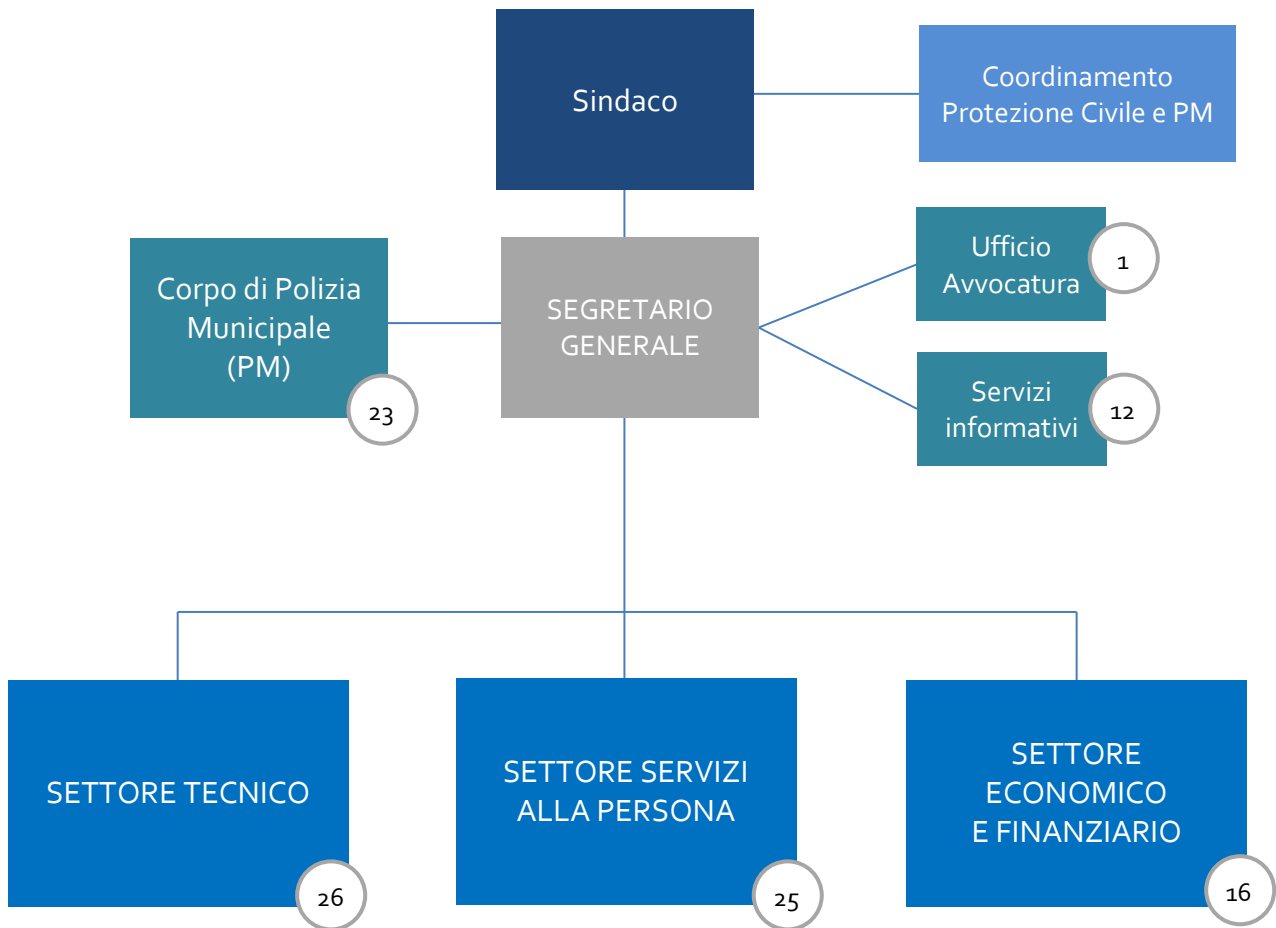 Sindaco
Coordinamento
Protezione Civile e PM
Ufficio
Avvocatura
1
Corpo di Polizia
Municipale
(PM)
23
SEGRETARIO
GENERALE
Servizi
informativi
12
SETTORE TECNICO
26
SETTORE SERVIZI
ALLA PERSONA
25
SETTORE
ECONOMICO
E FINANZIARIO
16